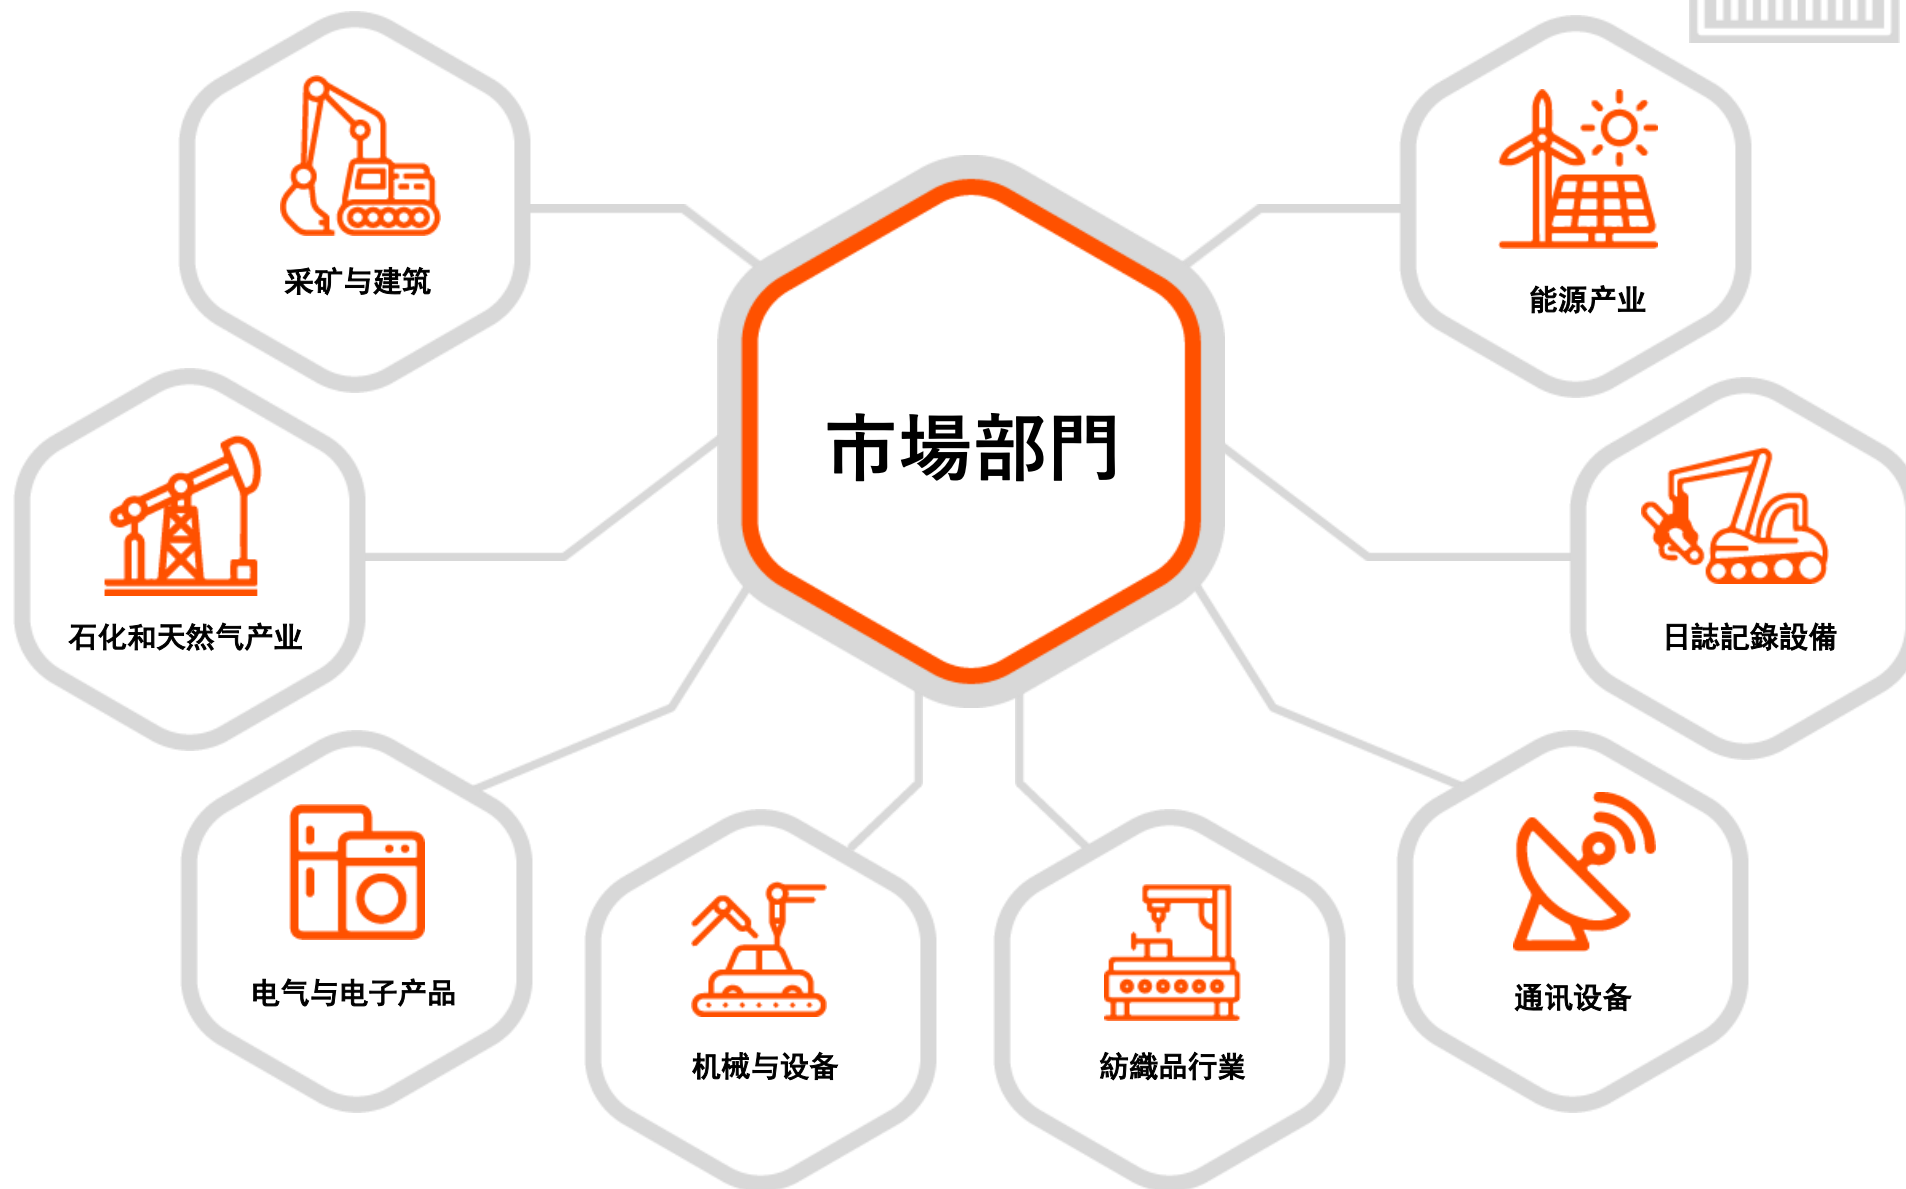 采矿与建筑
能源产业
市場部門
石化和天然气产业
日誌記錄設備
电气与电子产品
通讯设备
机械与设备
紡織品行業